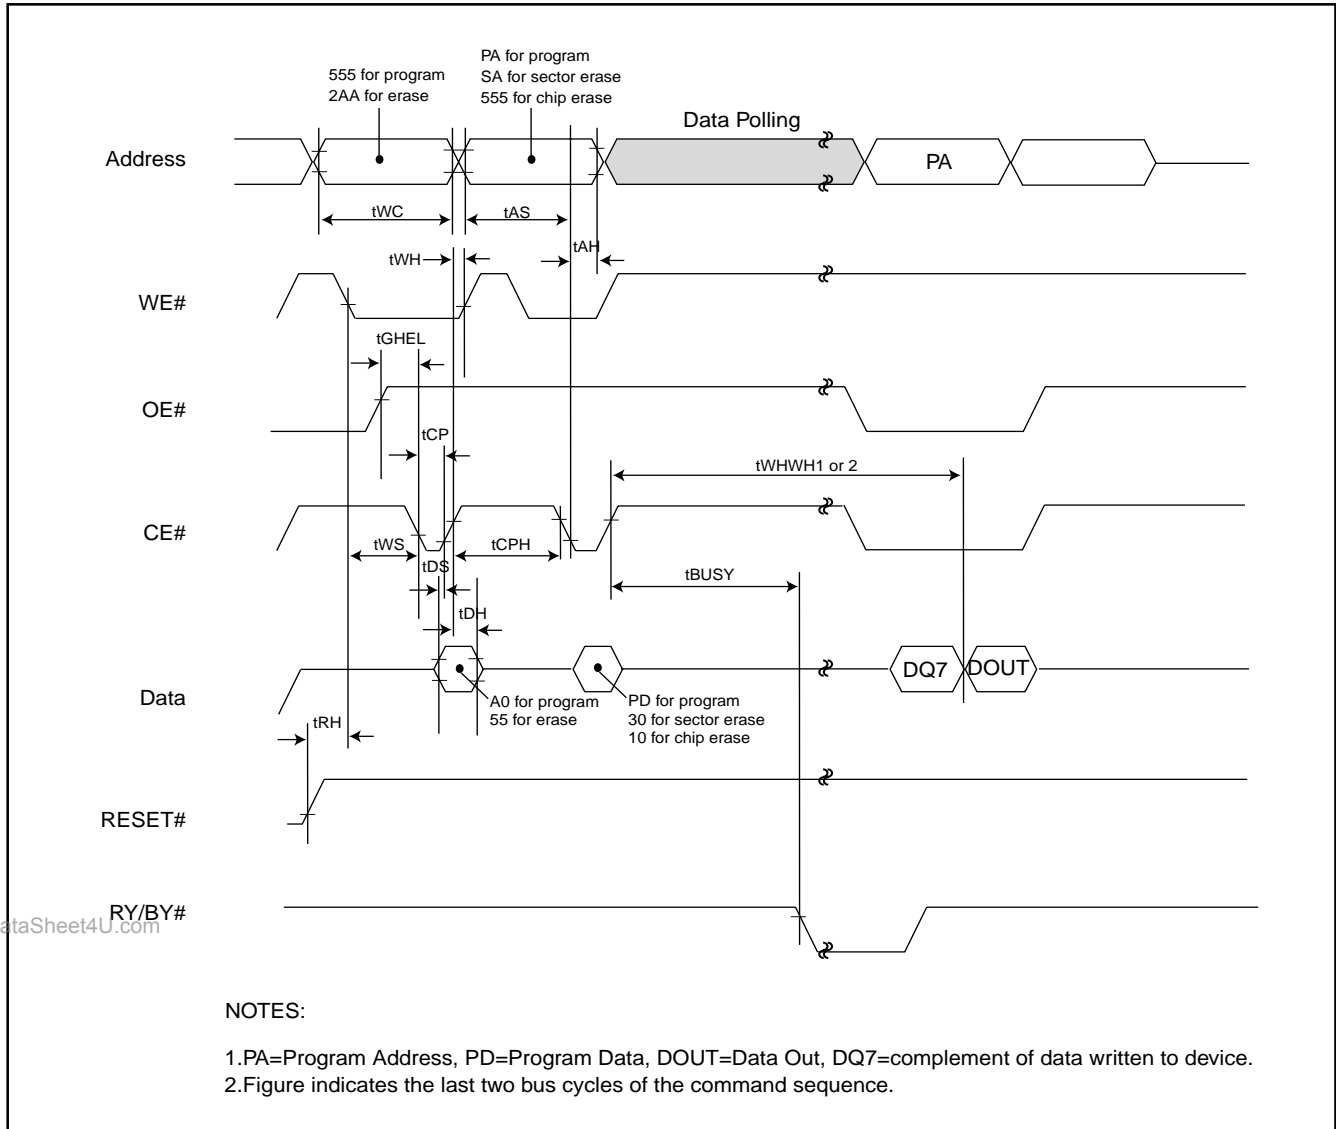 PA for program
SA for sector erase
555 for chip erase
555 for program
2AA for erase
Data Polling
Address
PA
tWC
tAS
tAH
tWH
WE#
tGHEL
OE#
tCP
tWHWH1 or 2
CE#
tWS
tCPH
tDS
tBUSY
tDH
DQ7
DOUT
Data
A0 for program
55 for erase
PD for program
30 for sector erase
10 for chip erase
tRH
RESET#
RY/BY#
ataSheet4U.com
NOTES:
1.PA=Program Address, PD=Program Data, DOUT=Data Out, DQ7=complement of data written to device.
2.Figure indicates the last two bus cycles of the command sequence.